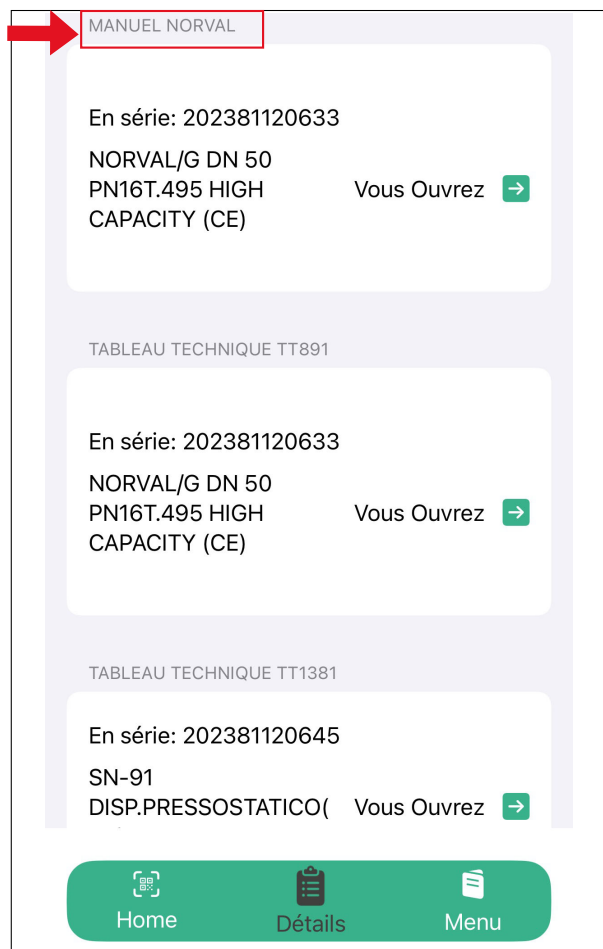 MANUEL NORVAL
En série: 202381120633
NORVAL/G DN 50
PN16T.495 HIGH
CAPACITY (CE)
Vous Ouvrez
TABLEAU TECHNIQUE TT891
En série: 202381120633
NORVAL/G DN 50
PN16T.495 HIGH
CAPACITY (CE)
Vous Ouvrez
TABLEAU TECHNIQUE TT1381
En série: 202381120645
SN-91
DISP.PRESSOSTATICO(
Vous Ouvrez
Home
Détails
Menu